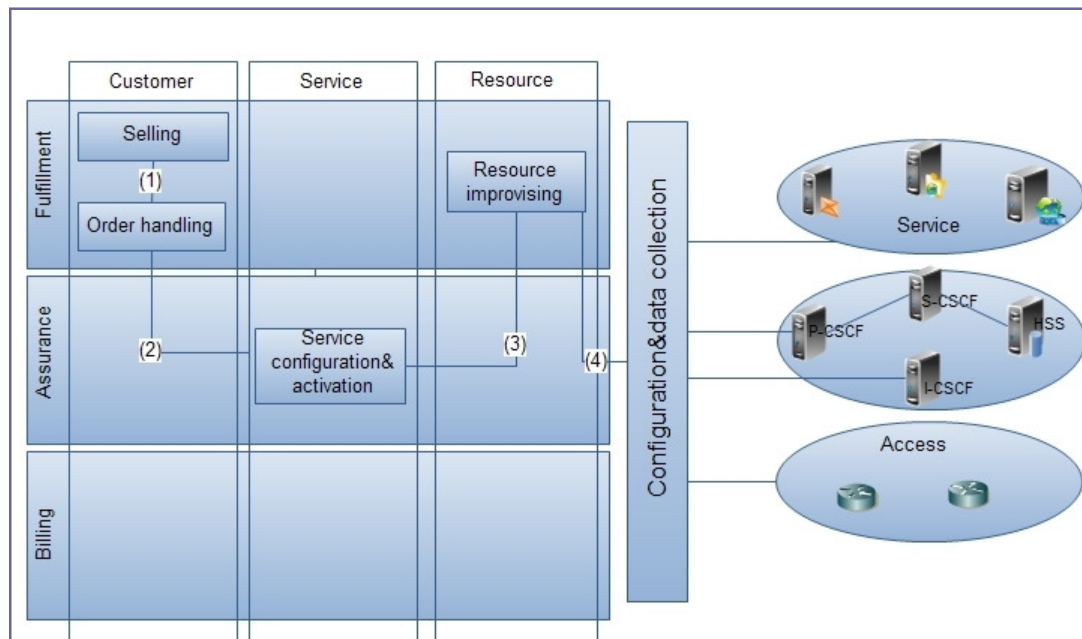 Customer
Service
Resource
Fulfillment
Selling
(1)
Order handling
Resource
improvising
Assurance
(2)
Service
configuration&
activation
(3)
(4)
Billing
Configuration&data collection
Service
P-CSCF
S-CSCF
HSS
I-CSCF
Access